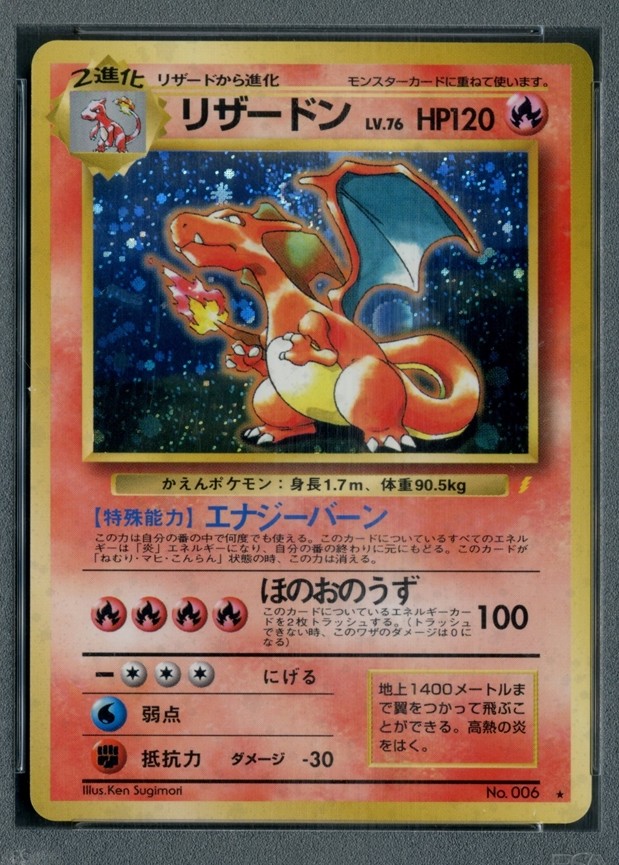 2進化 リザードから進化 モンスターカードに重ねて使います。
リザードン LV.76 HP120
かえんポケモン：身長1.7m、体重90.5kg
【特殊能力】エナジーバーン
この力は自分の番の中で何度でも使える。このカードについているすべてのエネル
ギーは「炎」エネルギーになり、自分の番の終わりに元にもどる。このカードが
「ねむり・マヒ・こんらん」状態の時、この力は消える。
ほのおのうず
このカードについているエネルギーカー
ドを2枚トラッシュする。（トラッシュ
できない時、このワザのダメージは0に
なる）
100
にげる
弱点
抵抗力 ダメージ -30
地上1400メートルま
で翼をつかって飛ぶこ
とができる。高熱の炎
をはく。
Illus.Ken Sugimori No. 006 ★